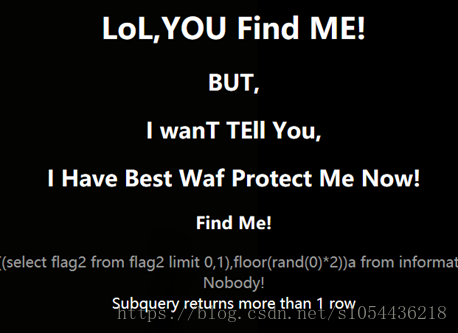 LoL,YOU Find ME!
BUT,
I wanT TEll You,
I Have Best Waf Protect Me Now!
Find Me!
((select flag2 from flag2 limit 0,1),floor(rand(0)*2))a from informat
Nobody!
Subquery returns more than 1 row
https://blog.csdn.net/s1054436218